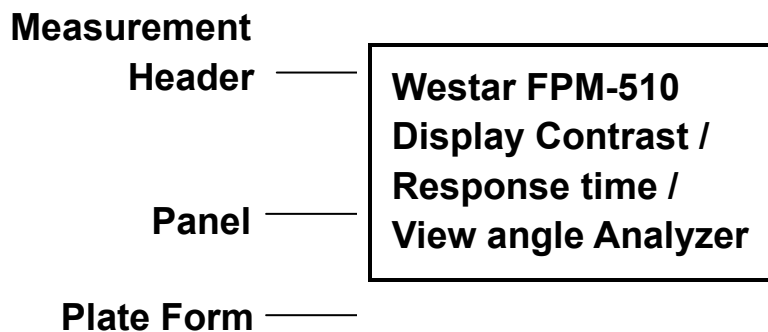 Measurement
Header
Westar FPM-510
Display Contrast /
Response time /
View angle Analyzer
Panel
Plate Form